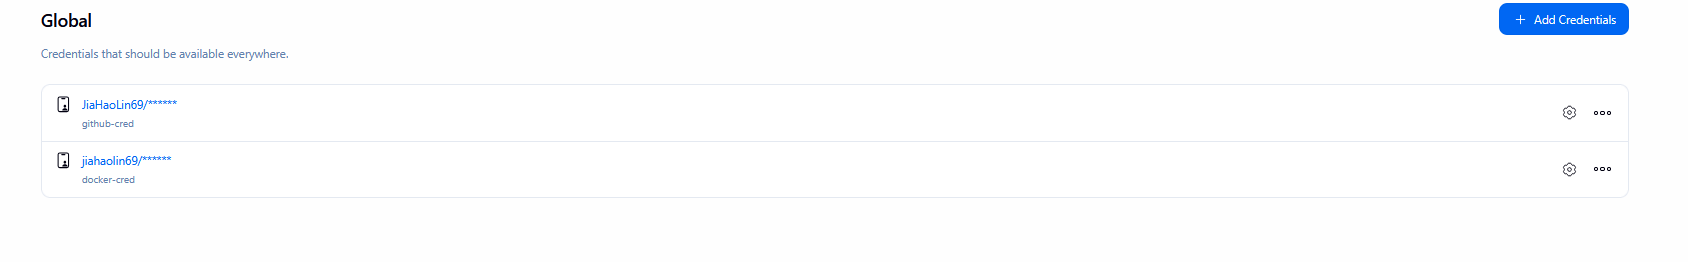 Global
Add Credentials
Credentials that should be available everywhere.
JiaHaoLin69/******
github-cred
jiahaolin69/******
docker-cred